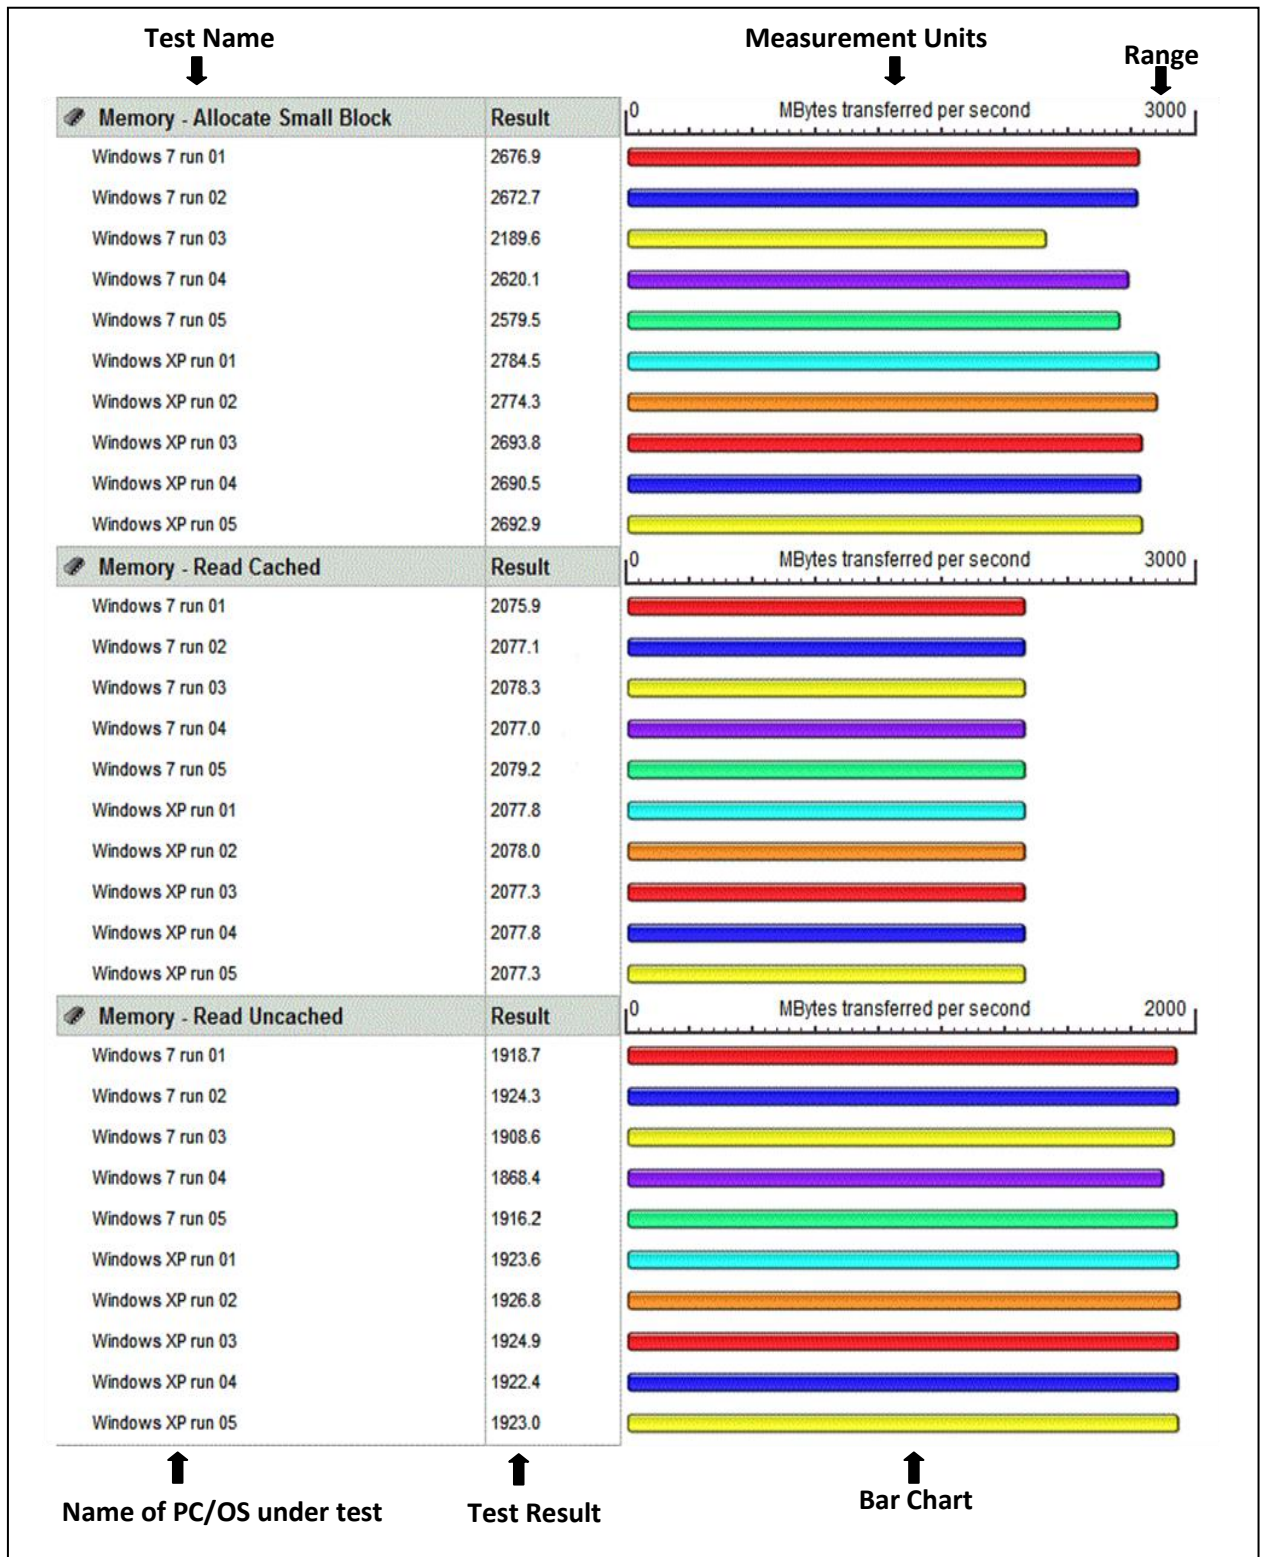 Test Name
Measurement Units
Range
Memory - Allocate Small Block Result 0 MBytes transferred per second 3000
Windows 7 run 01 2676.9
Windows 7 run 02 2672.7
Windows 7 run 03 2189.6
Windows 7 run 04 2620.1
Windows 7 run 05 2579.5
Windows XP run 01 2784.5
Windows XP run 02 2774.3
Windows XP run 03 2693.8
Windows XP run 04 2690.5
Windows XP run 05 2692.9
Memory - Read Cached Result 0 MBytes transferred per second 3000
Windows 7 run 01 2075.9
Windows 7 run 02 2077.1
Windows 7 run 03 2078.3
Windows 7 run 04 2077.0
Windows 7 run 05 2079.2
Windows XP run 01 2077.8
Windows XP run 02 2078.0
Windows XP run 03 2077.3
Windows XP run 04 2077.8
Windows XP run 05 2077.3
Memory - Read Uncached Result 0 MBytes transferred per second 2000
Windows 7 run 01 1918.7
Windows 7 run 02 1924.3
Windows 7 run 03 1908.6
Windows 7 run 04 1868.4
Windows 7 run 05 1916.2
Windows XP run 01 1923.6
Windows XP run 02 1926.8
Windows XP run 03 1924.9
Windows XP run 04 1922.4
Windows XP run 05 1923.0
Name of PC/OS under test
Test Result
Bar Chart